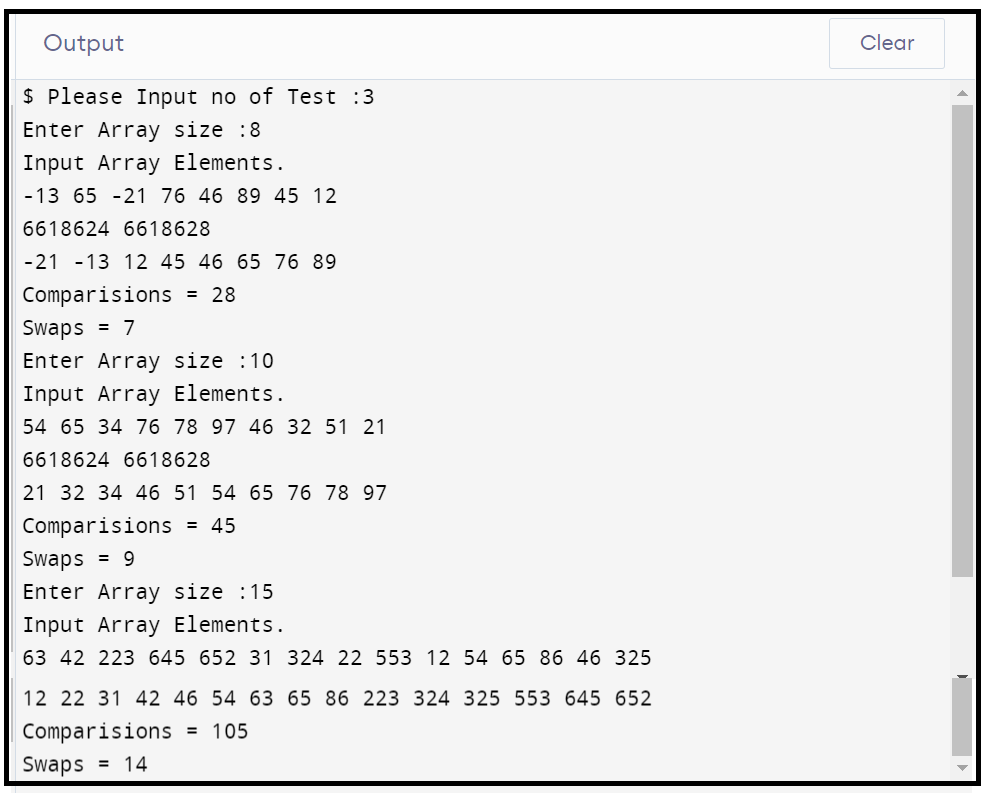 Output
Clear
$ Please Input no of Test :3
Enter Array size :8
Input Array Elements.
-13 65 -21 76 46 89 45 12
6618624 6618628
-21 -13 12 45 46 65 76 89
Comparisions = 28
Swaps = 7
Enter Array size :10
Input Array Elements.
54 65 34 76 78 97 46 32 51 21
6618624 6618628
21 32 34 46 51 54 65 76 78 97
Comparisions = 45
Swaps = 9
Enter Array size :15
Input Array Elements.
63 42 223 645 652 31 324 22 553 12 54 65 86 46 325
12 22 31 42 46 54 63 65 86 223 324 325 553 645 652
Comparisions = 105
Swaps = 14